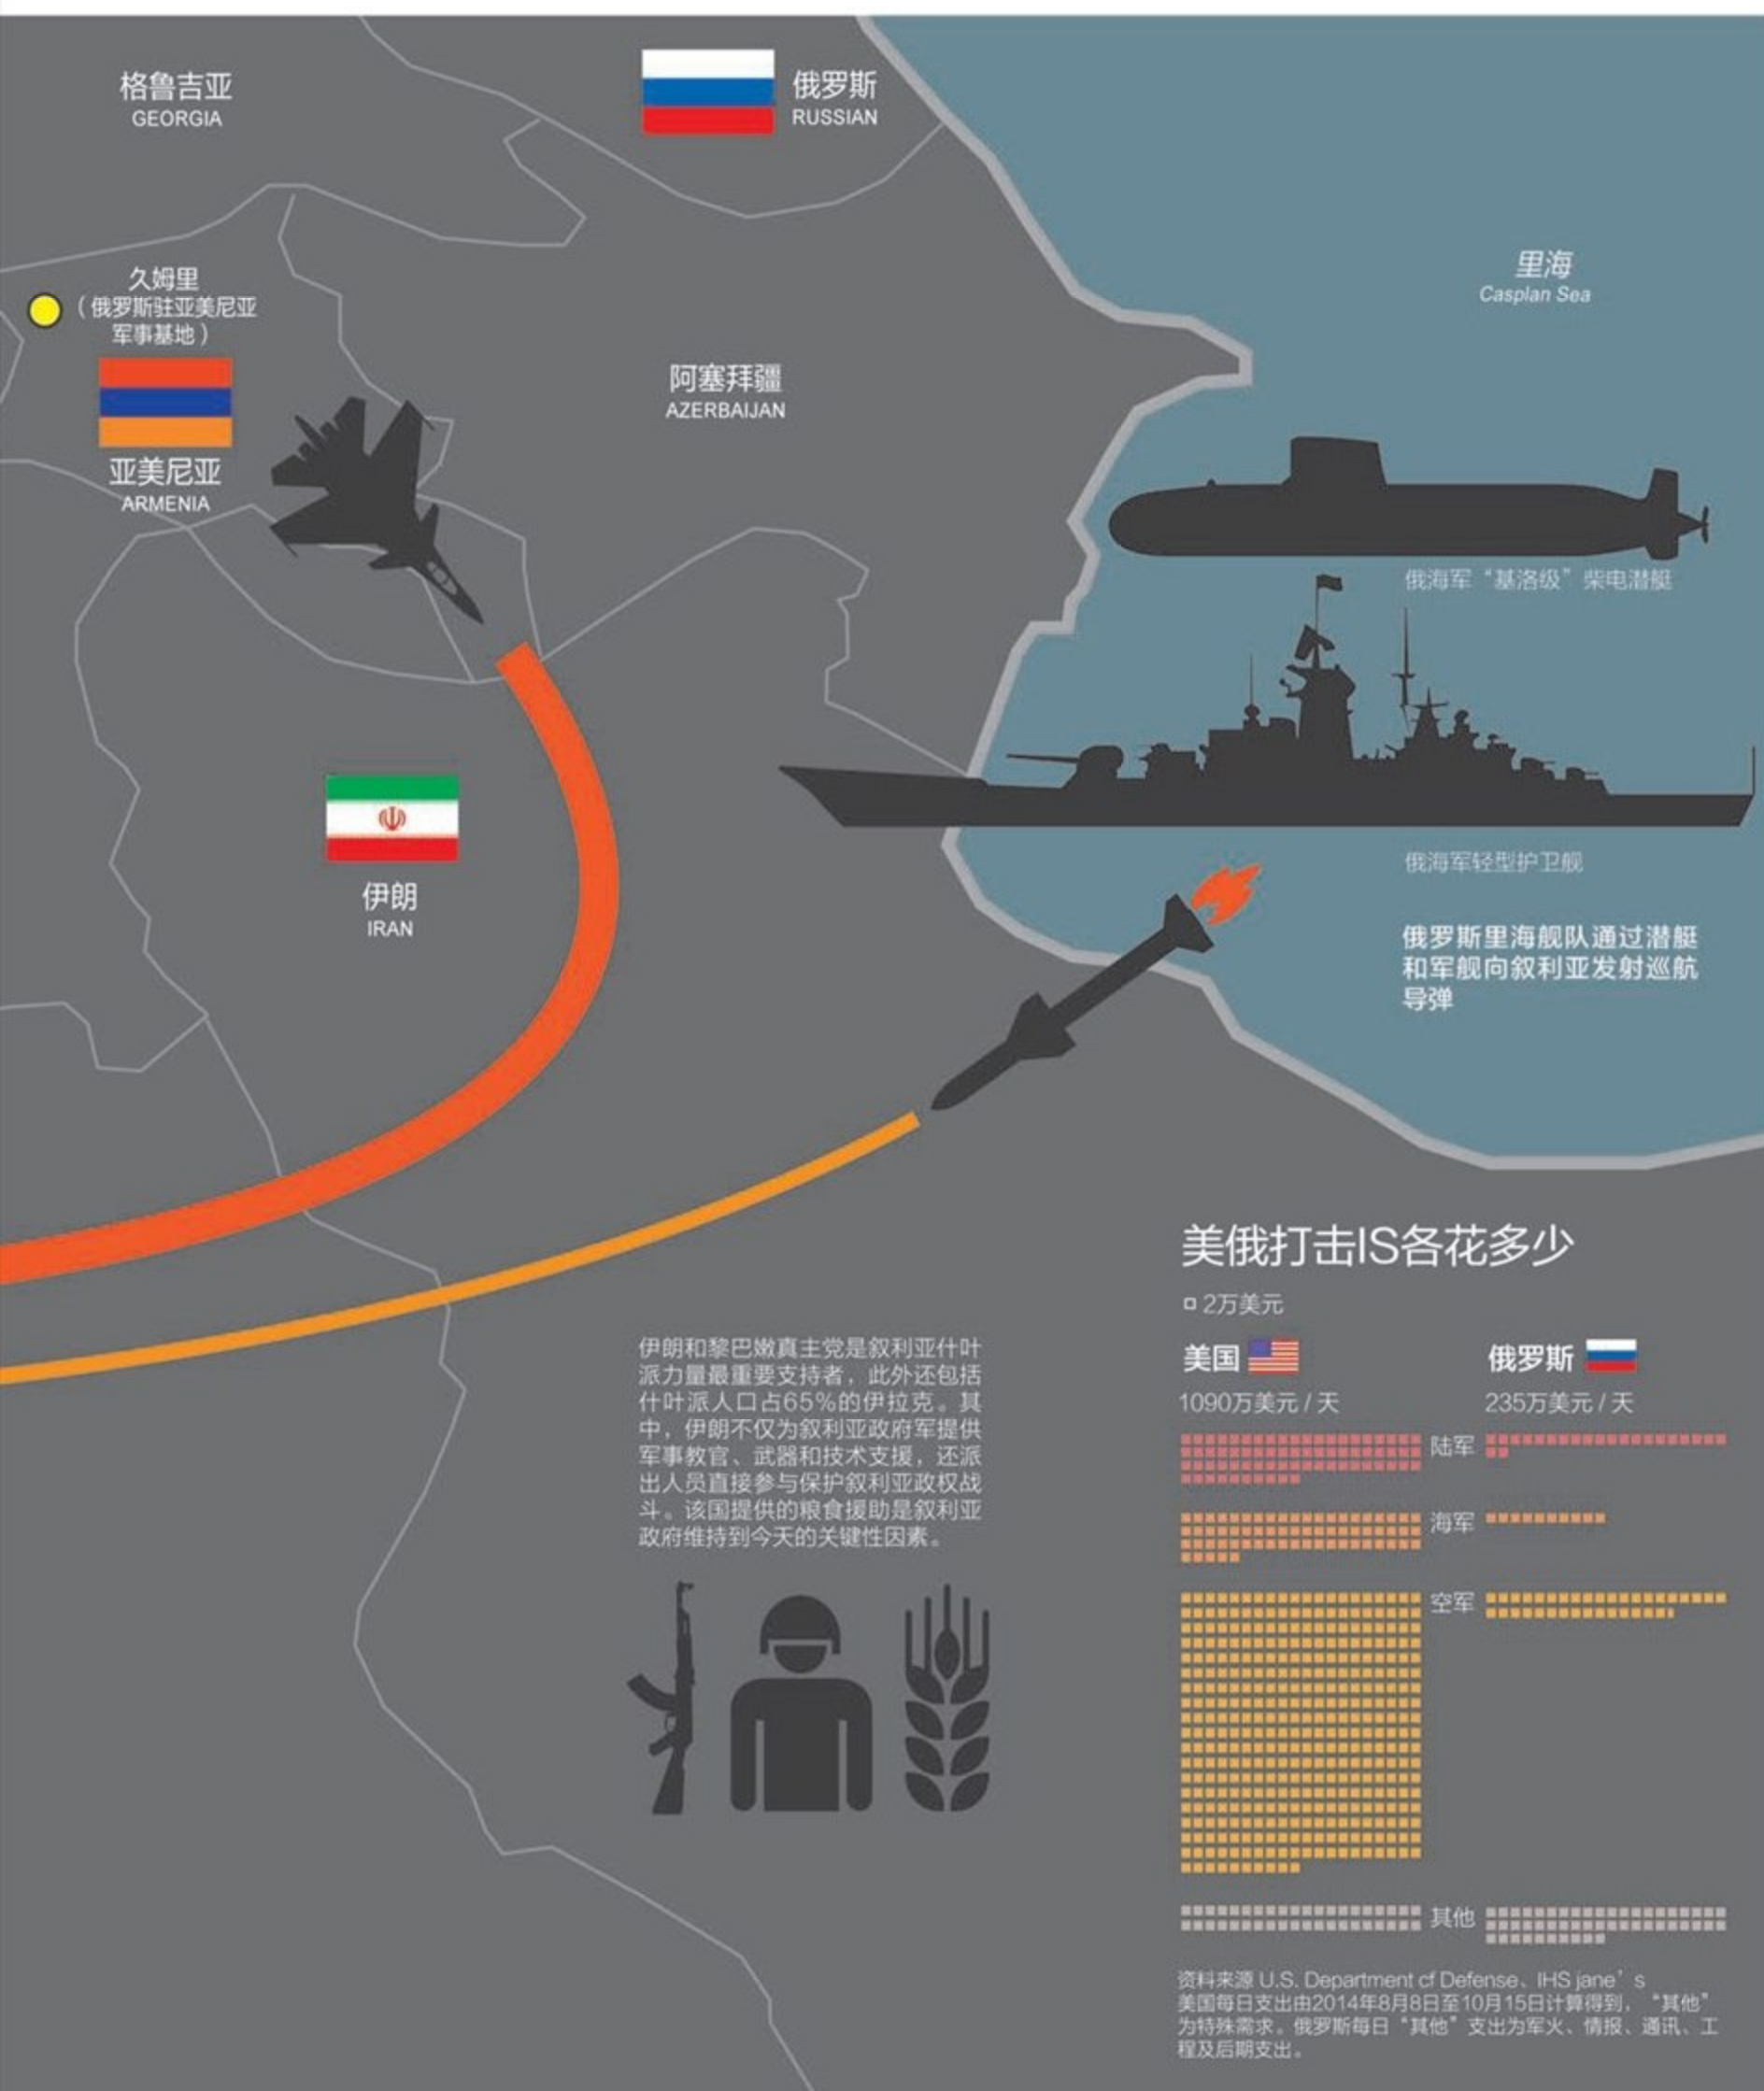 格鲁吉亚
GEORGIA
俄罗斯
RUSSIAN
里海
Caspian Sea
久姆里
（俄罗斯驻亚美尼亚
军事基地）
亚美尼亚
ARMENIA
阿塞拜疆
AZERBAIJAN
俄海军“基洛级”柴电潜艇
伊朗
IRAN
俄海军轻型护卫舰
俄罗斯里海舰队通过潜艇
和军舰向叙利亚发射巡航
导弹
伊朗和黎巴嫩真主党是叙利亚什叶
派力量最重要支持者，此外还包括
什叶派人口占65%的伊拉克。其
中，伊朗不仅为叙利亚政府军提供
军事教官、武器和技术支援，还派
出人员直接参与保护叙利亚政权战
斗。该国提供的粮食援助是叙利亚
政府维持到今天的关键性因素。
美俄打击IS各花多少
2万美元
美国
俄罗斯
1090万美元 / 天
235万美元 / 天
陆军
海军
空军
其他
资料来源 U.S. Department cf Defense、IHS jane’s
美国每日支出由2014年8月8日至10月15日计算得到，“其他”
为特殊需求。俄罗斯每日“其他”支出为军火、情报、通讯、工
程及后期支出。